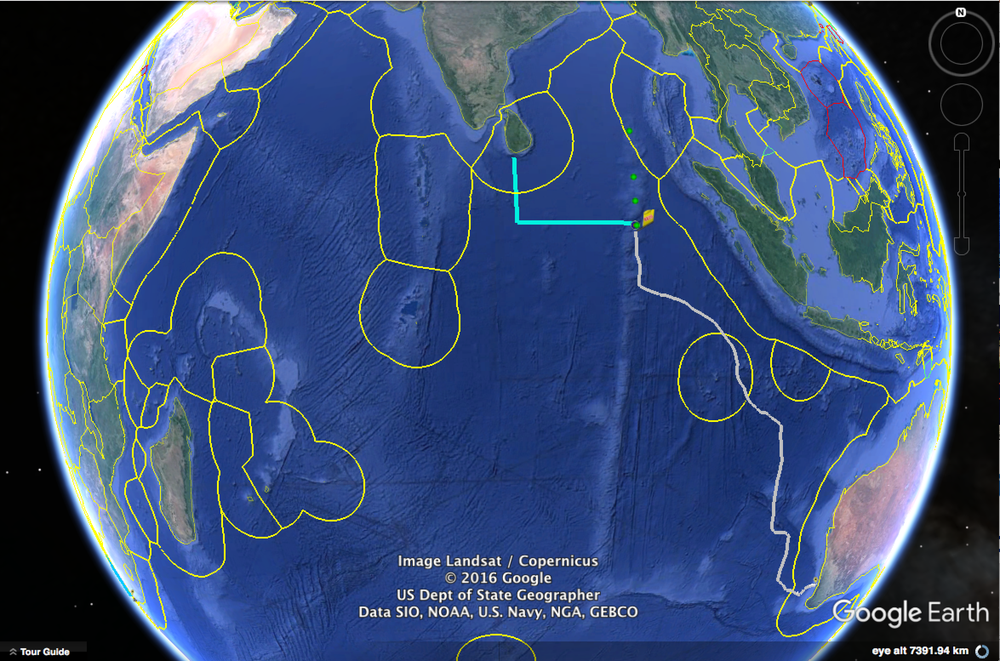 N
Image Landsat / Copernicus
© 2016 Google
US Dept of State Geographer
Data SIO, NOAA, U.S. Navy, NGA, GEBCO
Google Earth
Tour Guide
eye alt 7391.94 km